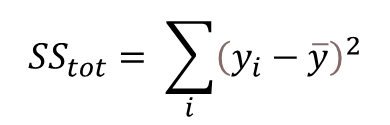 SS_tot = ∑_i (y_i − ȳ)²